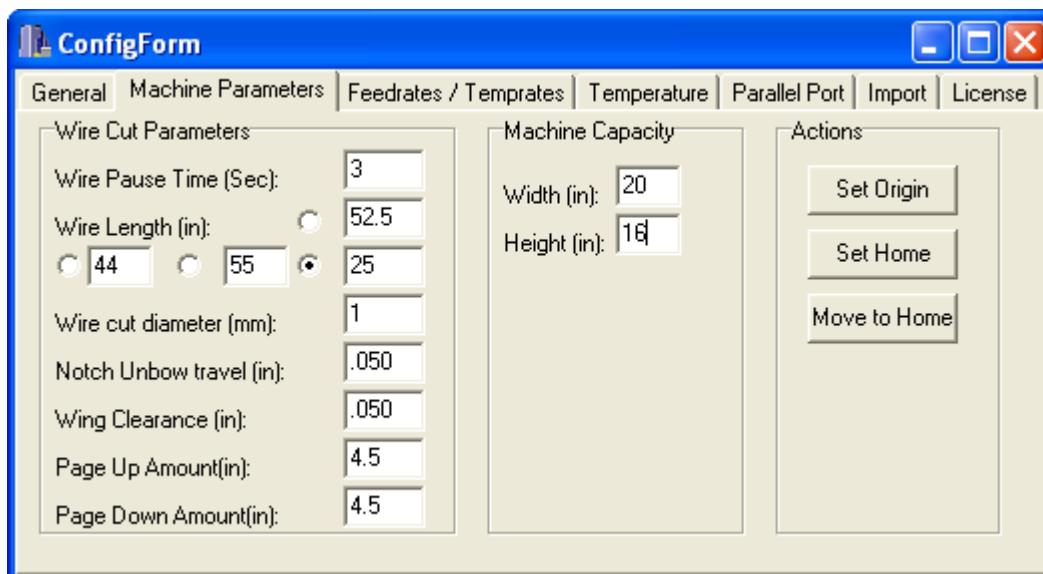 ConfigForm
General Machine Parameters Feedrates / Temprates Temperature Parallel Port Import License
Wire Cut Parameters
Wire Pause Time (Sec): 3
Wire Length (in): 52.5
44 55 25
Wire cut diameter (mm): 1
Notch Unbow travel (in): .050
Wing Clearance (in): .050
Page Up Amount(in): 4.5
Page Down Amount(in): 4.5
Machine Capacity
Width (in): 20
Height (in): 16
Actions
Set Origin
Set Home
Move to Home